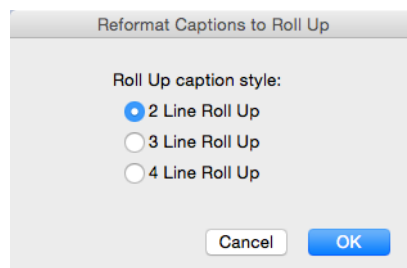 Reformat Captions to Roll Up
Roll Up caption style:
2 Line Roll Up
3 Line Roll Up
4 Line Roll Up
Cancel OK